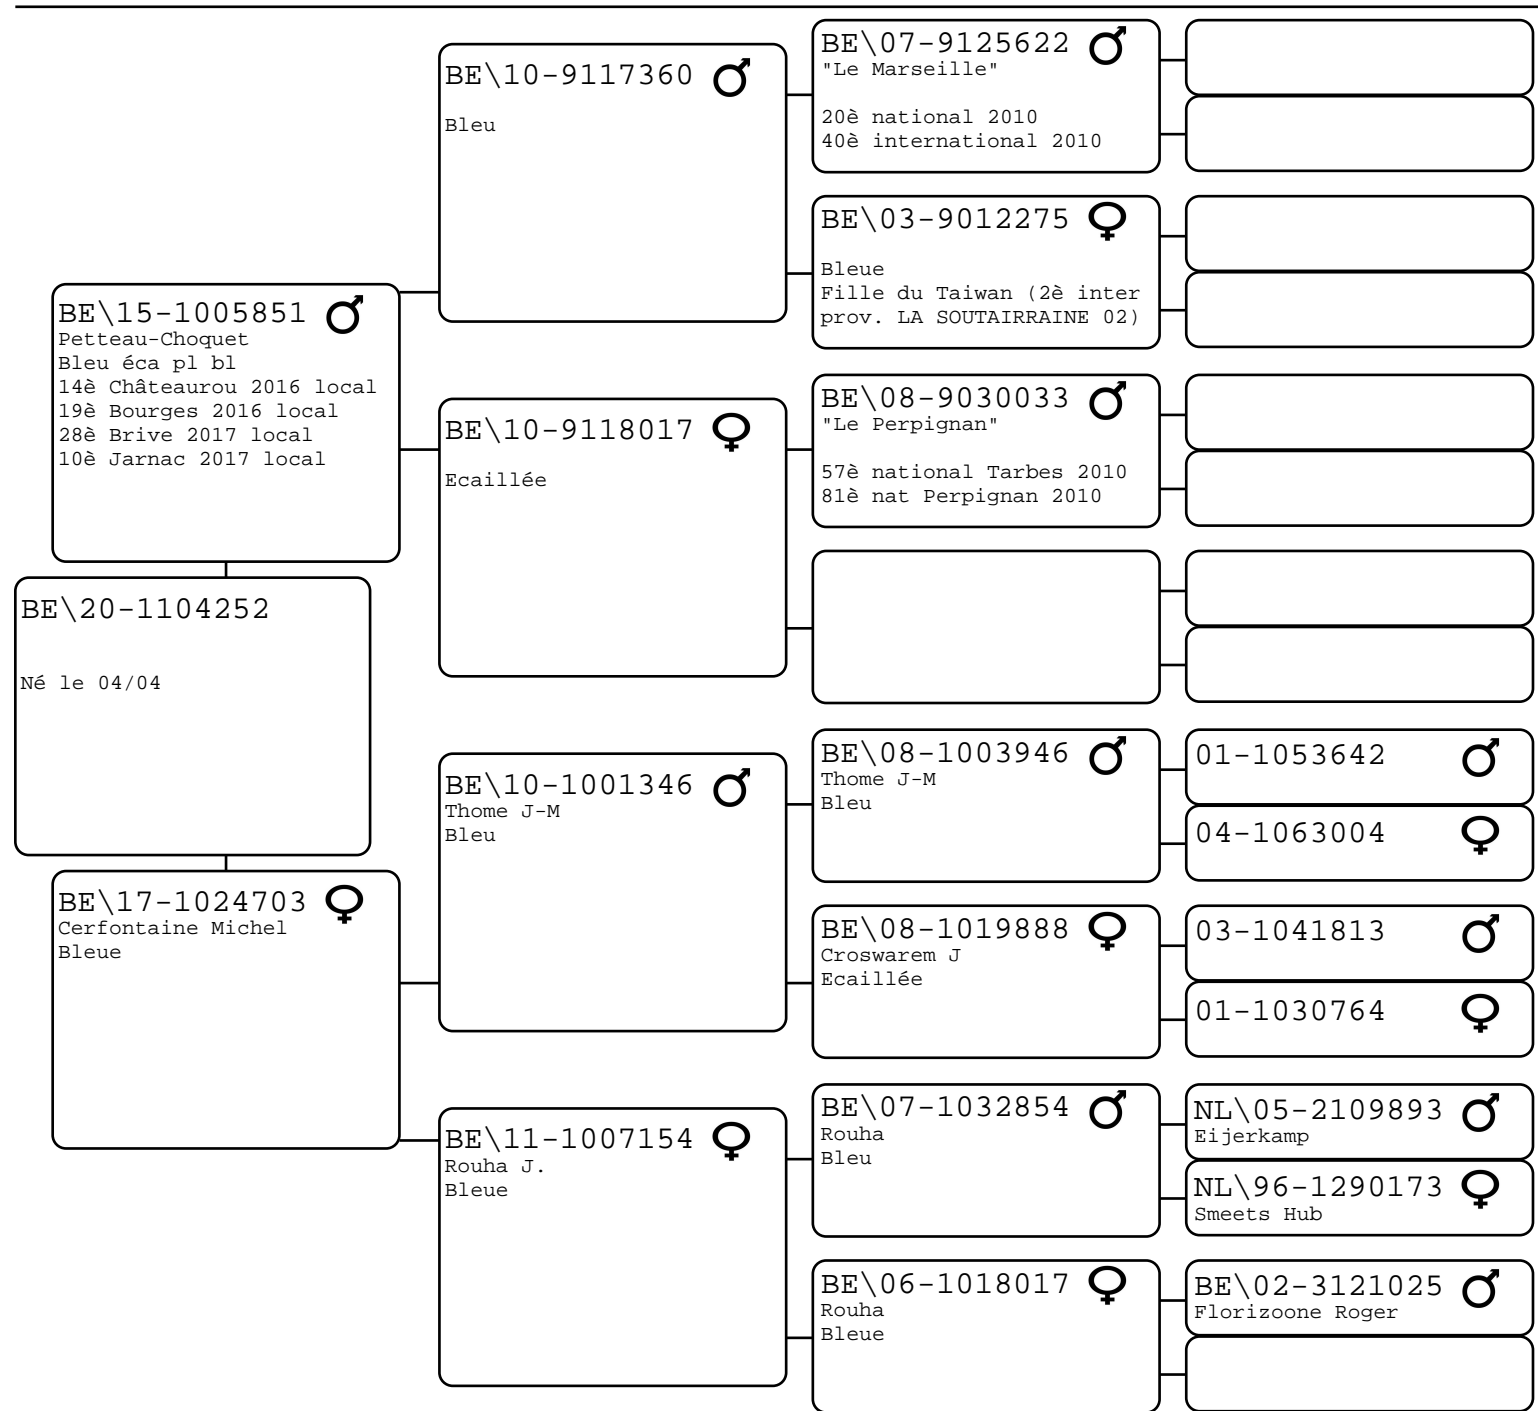 BE\20-1104252
Né le 04/04
BE\15-1005851
Petteau-Choquet
Bleu éca pl bl
14è Châteaurou 2016 local
19è Bourges 2016 local
28è Brive 2017 local
10è Jarnac 2017 local
BE\17-1024703
Cerfontaine Michel
Bleue
BE\10-9117360
Bleu
BE\10-9118017
Ecaillée
BE\10-1001346
Thome J-M
Bleu
BE\11-1007154
Rouha J.
Bleue
BE\07-9125622
"Le Marseille"
20è national 2010
40è international 2010
BE\03-9012275
Bleue
Fille du Taiwan (2è inter
prov. LA SOUTAIRRAINE 02)
BE\08-9030033
"Le Perpignan"
57è national Tarbes 2010
81è nat Perpignan 2010
BE\08-1003946
Thome J-M
Bleu
BE\08-1019888
Croswarem J
Ecaillée
BE\07-1032854
Rouha
Bleu
BE\06-1018017
Rouha
Bleue
01-1053642
04-1063004
03-1041813
01-1030764
NL\05-2109893
Eijerkamp
NL\96-1290173
Smeets Hub
BE\02-3121025
Florizoone Roger